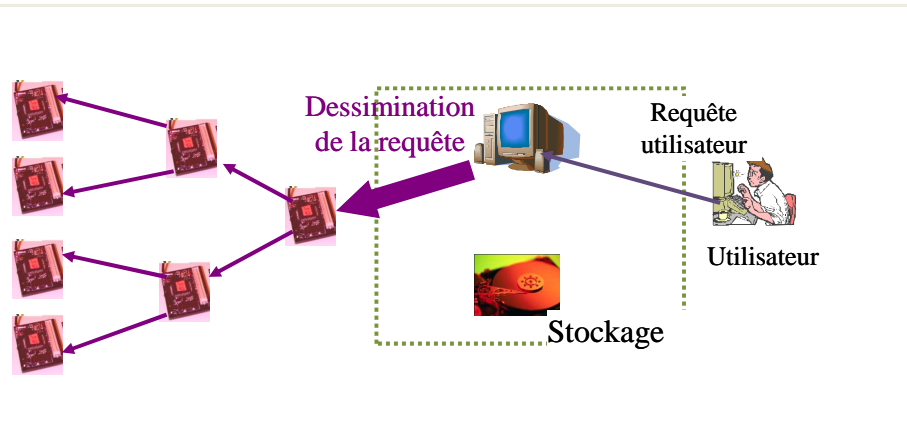 Dessimination
de la requête
Requête
utilisateur
Utilisateur
Stockage